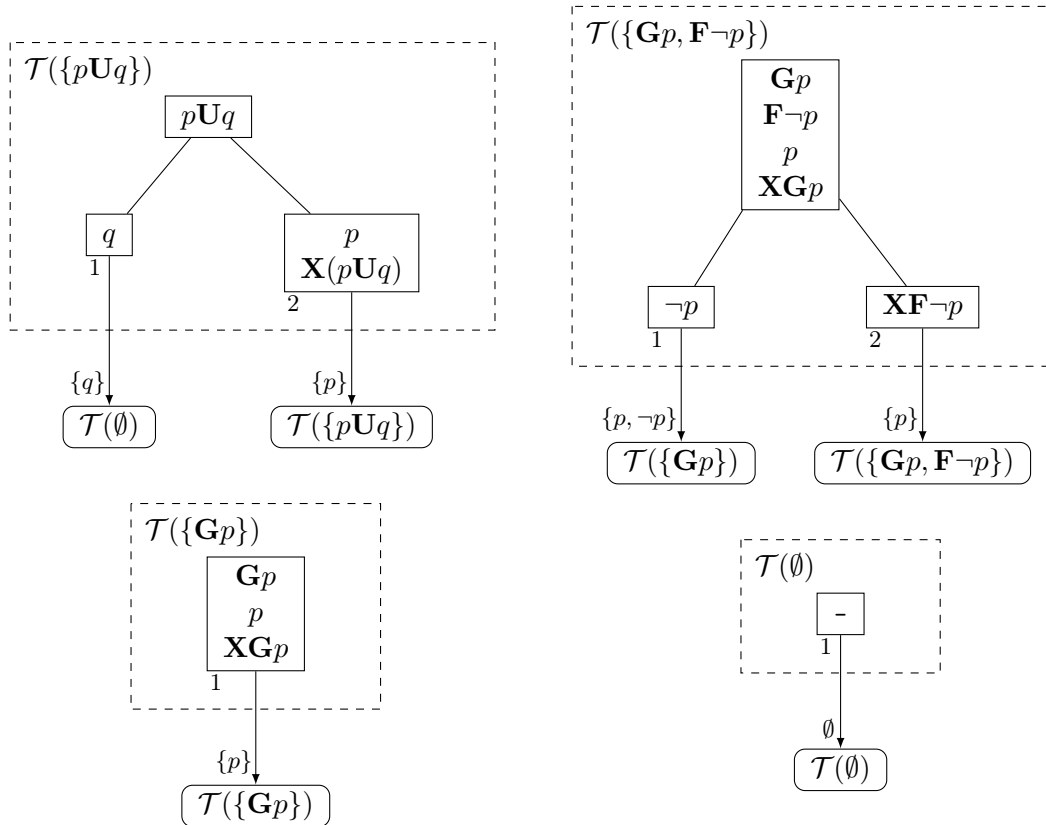 𝒯({p𝐔q})
p𝐔q
q
1
p
𝐗(p𝐔q)
2
{q}
𝒯(∅)
{p}
𝒯({p𝐔q})
𝒯({𝐆p, 𝐅¬p})
𝐆p
𝐅¬p
p
𝐗𝐆p
¬p
1
𝐗𝐅¬p
2
{p, ¬p}
𝒯({𝐆p})
{p}
𝒯({𝐆p, 𝐅¬p})
𝒯({𝐆p})
𝐆p
p
𝐗𝐆p
1
{p}
𝒯({𝐆p})
𝒯(∅)
-
1
∅
𝒯(∅)